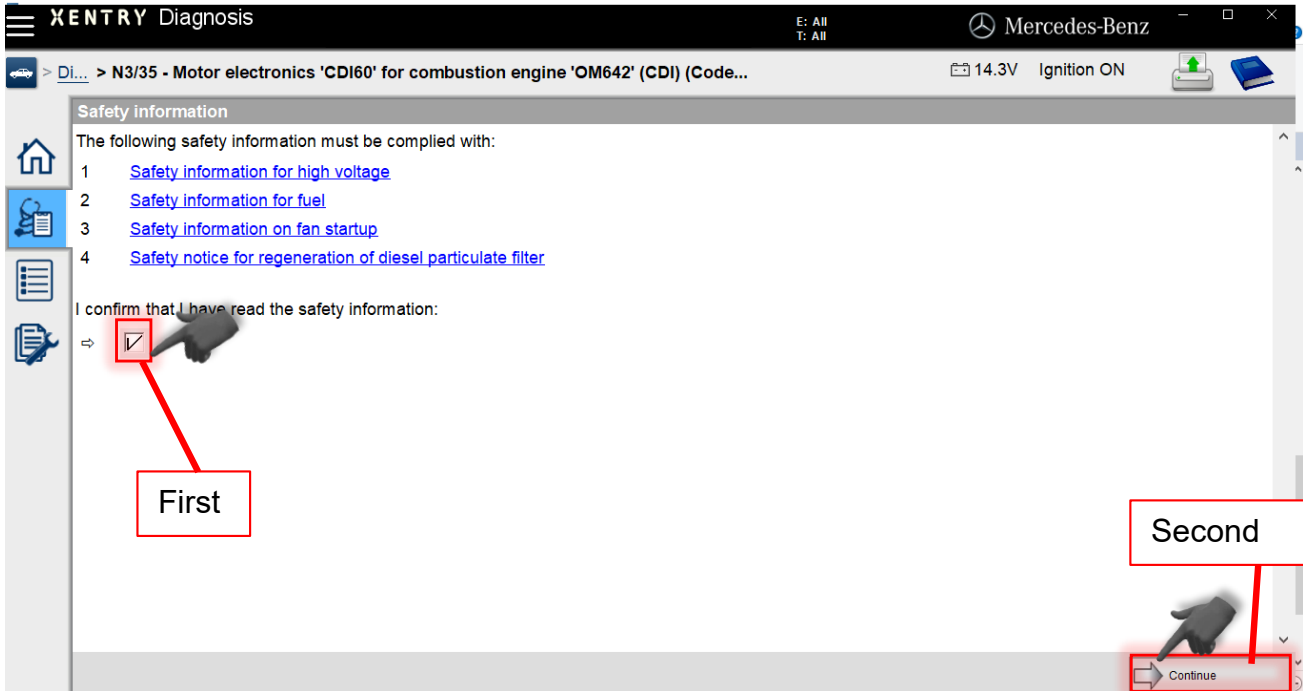 XENTRY Diagnosis
E: All
T: All
Mercedes-Benz
> Di... > N3/35 - Motor electronics 'CDI60' for combustion engine 'OM642' (CDI) (Code...
14.3V Ignition ON
Safety information
The following safety information must be complied with:
1 Safety information for high voltage
2 Safety information for fuel
3 Safety information on fan startup
4 Safety notice for regeneration of diesel particulate filter
I confirm that I have read the safety information:
First
Second
Continue